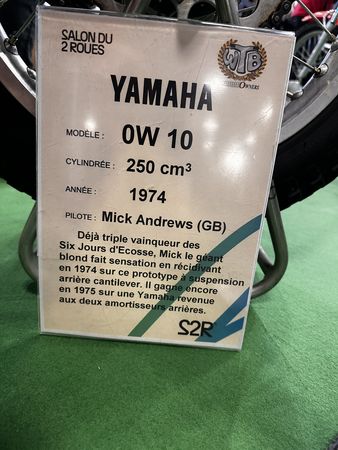 SALON DU
2 ROUES
WTB
OWNERS
YAMAHA
MODÈLE : 0W 10
CYLINDRÉE : 250 cm³
ANNÉE : 1974
PILOTE : Mick Andrews (GB)
Déjà triple vainqueur des
Six Jours d'Ecosse, Mick le géant
blond fait sensation en récidivant
en 1974 sur ce prototype à suspension
arrière cantilever. Il gagne encore
en 1975 sur une Yamaha revenue
aux deux amortisseurs arrières.
S2R